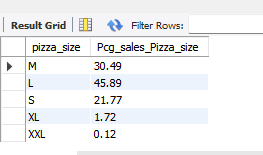 Result Grid Filter Rows:
pizza_size Pcg_sales_Pizza_size
M 30.49
L 45.89
S 21.77
XL 1.72
XXL 0.12